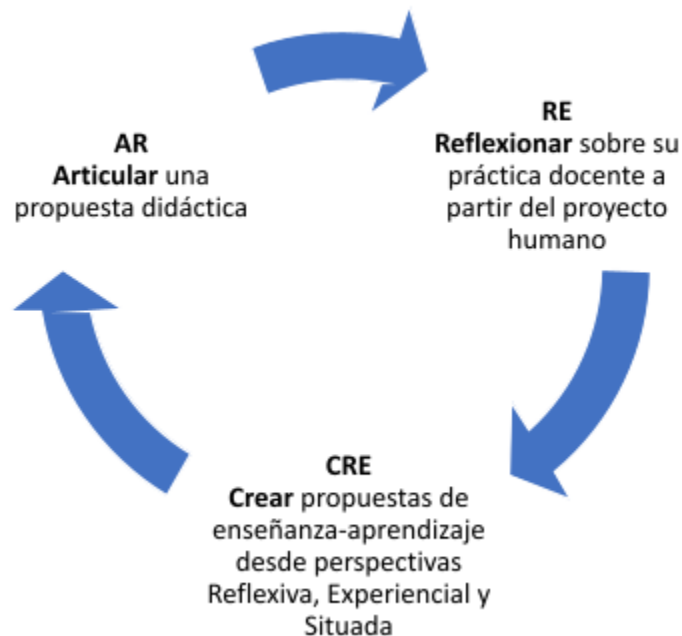 AR
Articular una
propuesta didáctica
RE
Reflexionar sobre su
práctica docente a
partir del proyecto
humano
CRE
Crear propuestas de
enseñanza-aprendizaje
desde perspectivas
Reflexiva, Experiencial y
Situada